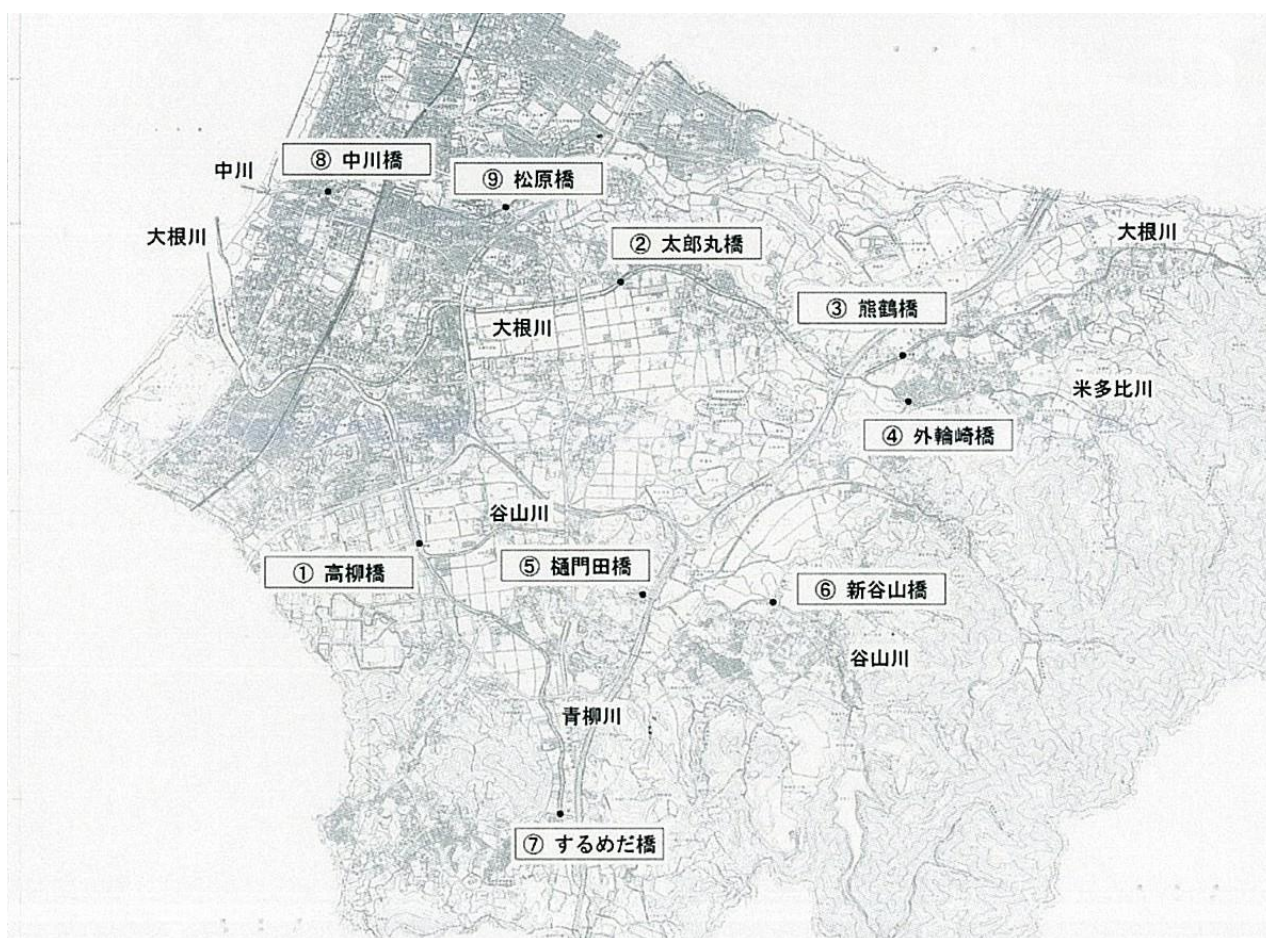 ⑧ 中川橋
中川
⑨ 松原橋
大根川
② 太郎丸橋
大根川
③ 熊鶴橋
大根川
米多比川
④ 外輪崎橋
谷山川
① 高柳橋
⑤ 樋門田橋
⑥ 新谷山橋
谷山川
青柳川
⑦ するめだ橋